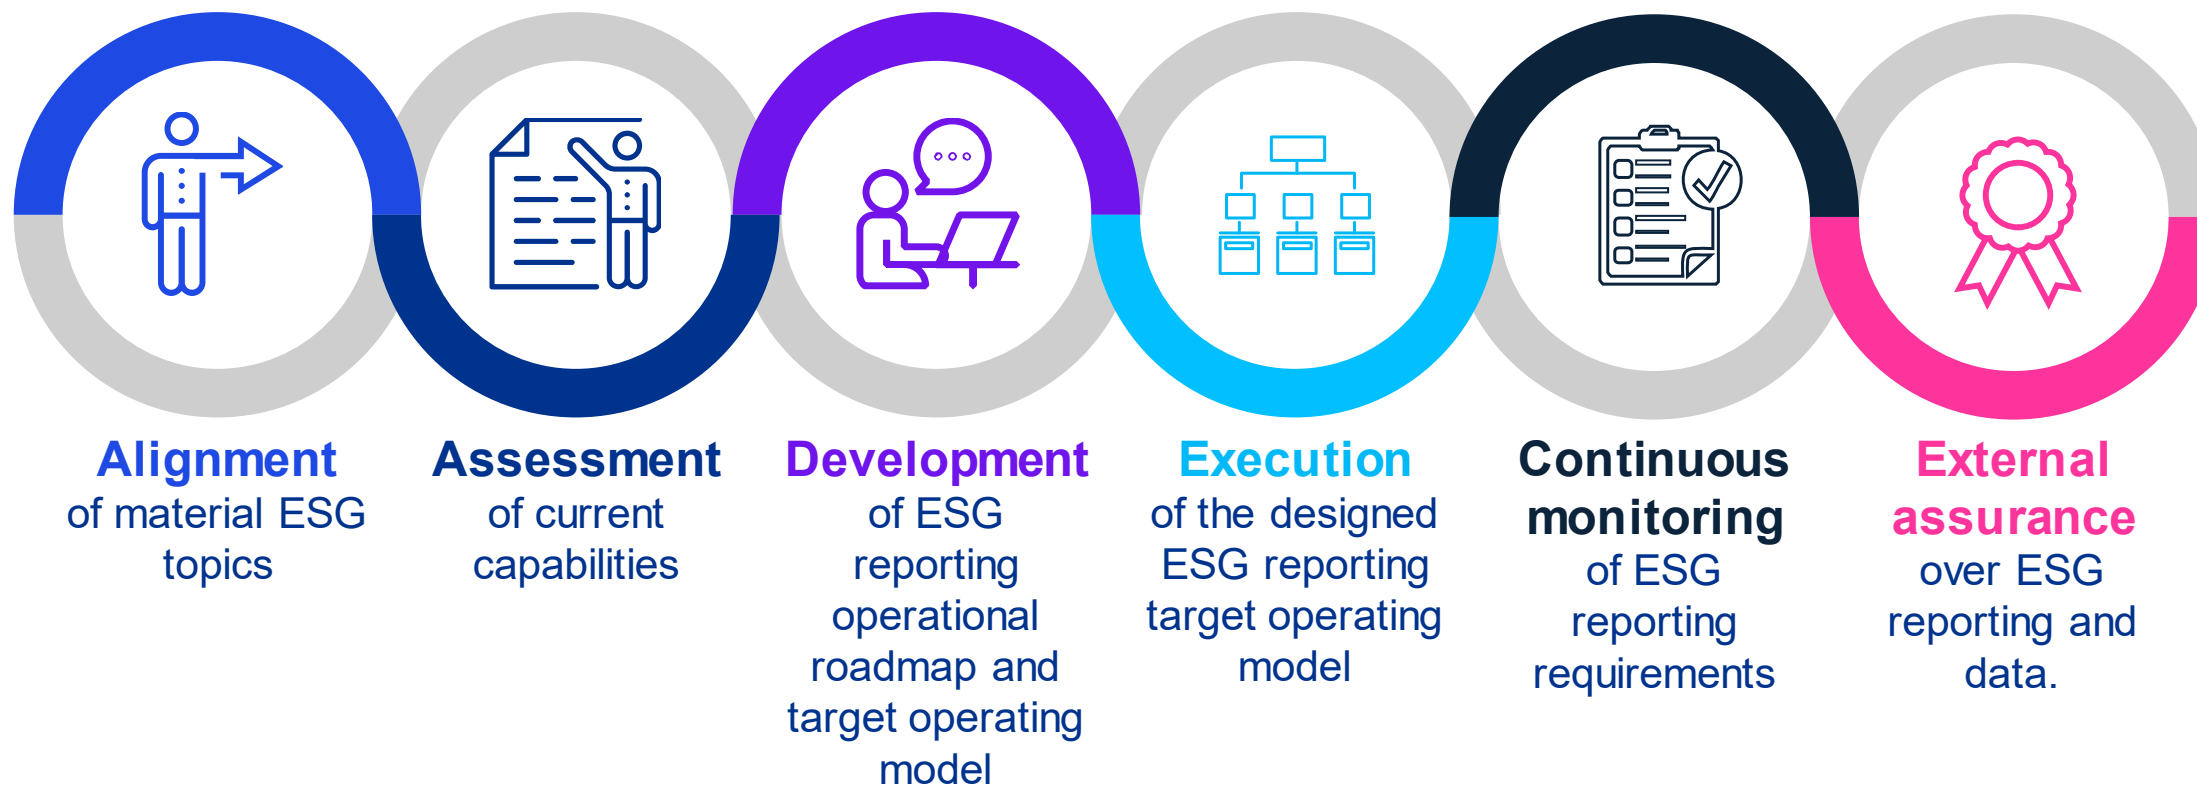 Alignment
of material ESG
topics
Assessment
of current
capabilities
Development
of ESG
reporting
operational
roadmap and
target operating
model
Execution
of the designed
ESG reporting
target operating
model
Continuous
monitoring
of ESG
reporting
requirements
External
assurance
over ESG
reporting and
data.